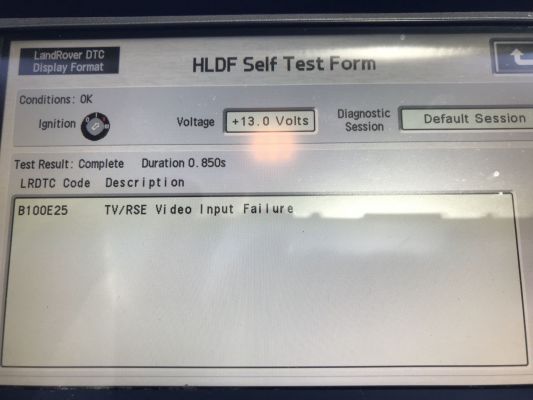 LandRover DTC
Display Format
HLDF Self Test Form
Conditions: OK
Ignition
Voltage
+13.0 Volts
Diagnostic
Session
Default Session
Test Result: Complete Duration 0.850s
LRDTC Code Description
B100E25 TV/RSE Video Input Failure